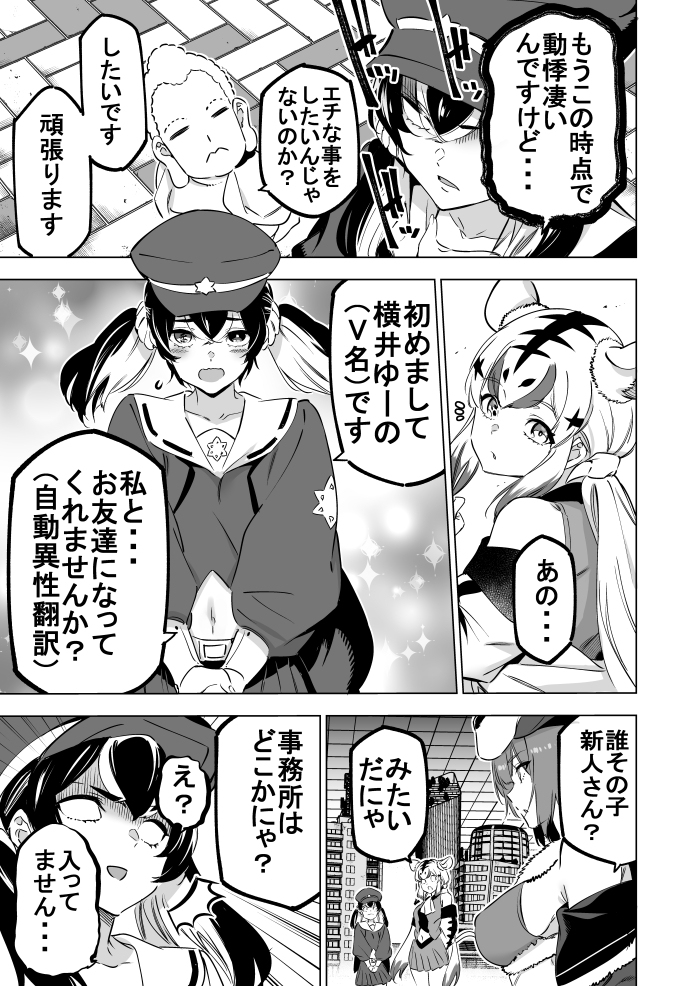 もうこの時点で
動悸凄い
んですけど・・・
エチな事を
したいんじゃ
ないのか？
したいです
頑張ります
あの・・・
初めまして
横井ゆーの
（V名）です
私と・・・
お友達になって
くれませんか？
（自動異性翻訳）
誰その子
新人さん？
みたい
だにゃ
事務所は
どこかにゃ？
え？
入って
ません・・・